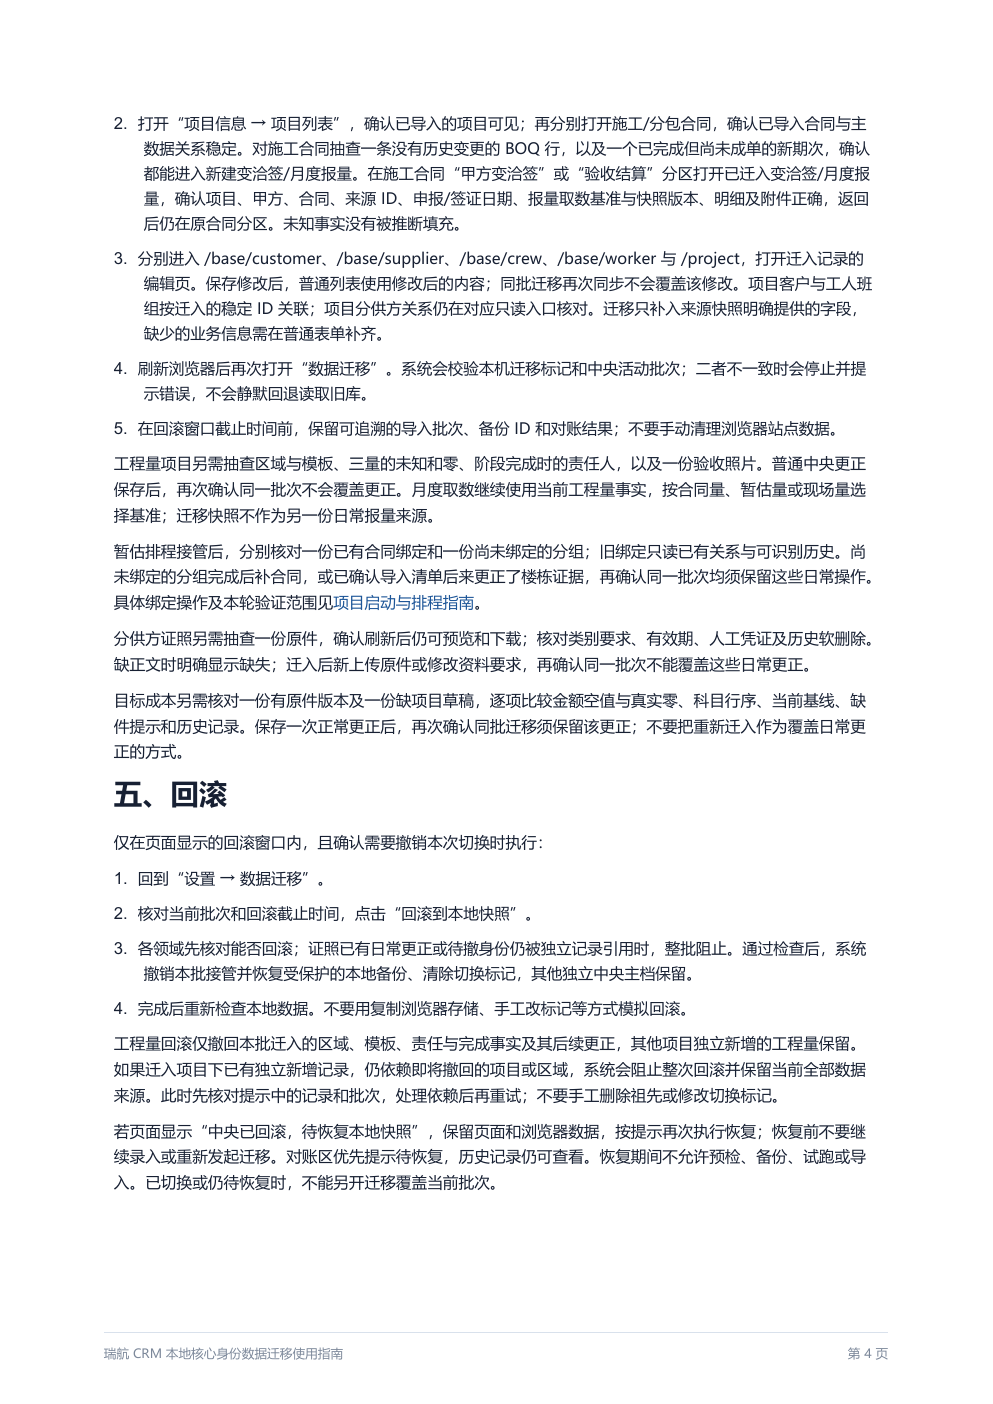 2. 打开“项目信息 → 项目列表”，确认已导入的项目可见；再分别打开施工/分包合同，确认已导入合同与主
数据关系稳定。对施工合同抽查一条没有历史变更的 BOQ 行，以及一个已完成但尚未成单的新期次，确认
都能进入新建变洽签/月度报量。在施工合同“甲方变洽签”或“验收结算”分区打开已迁入变洽签/月度报
量，确认项目、甲方、合同、来源 ID、申报/签证日期、报量取数基准与快照版本、明细及附件正确，返回
后仍在原合同分区。未知事实没有被推断填充。
3. 分别进入 /base/customer、/base/supplier、/base/crew、/base/worker 与 /project，打开迁入记录的
编辑页。保存修改后，普通列表使用修改后的内容；同批迁移再次同步不会覆盖该修改。项目客户与工人班
组按迁入的稳定 ID 关联；项目分供方关系仍在对应只读入口核对。迁移只补入来源快照明确提供的字段，
缺少的业务信息需在普通表单补齐。
4. 刷新浏览器后再次打开“数据迁移”。系统会校验本机迁移标记和中央活动批次；二者不一致时会停止并提
示错误，不会静默回退读取旧库。
5. 在回滚窗口截止时间前，保留可追溯的导入批次、备份 ID 和对账结果；不要手动清理浏览器站点数据。
工程量项目另需抽查区域与模板、三量的未知和零、阶段完成时的责任人，以及一份验收照片。普通中央更正
保存后，再次确认同一批次不会覆盖更正。月度取数继续使用当前工程量事实，按合同量、暂估量或现场量选
择基准；迁移快照不作为另一份日常报量来源。
暂估排程接管后，分别核对一份已有合同绑定和一份尚未绑定的分组；旧绑定只读已有关系与可识别历史。尚
未绑定的分组完成后补合同，或已确认导入清单后来更正了楼栋证据，再确认同一批次均须保留这些日常操作。
具体绑定操作及本轮验证范围见项目启动与排程指南。
分供方证照另需抽查一份原件，确认刷新后仍可预览和下载；核对类别要求、有效期、人工凭证及历史软删除。
缺正文时明确显示缺失；迁入后新上传原件或修改资料要求，再确认同一批次不能覆盖这些日常更正。
目标成本另需核对一份有原件版本及一份缺项目草稿，逐项比较金额空值与真实零、科目行序、当前基线、缺
件提示和历史记录。保存一次正常更正后，再次确认同批迁移须保留该更正；不要把重新迁入作为覆盖日常更
正的方式。
五、回滚
仅在页面显示的回滚窗口内，且确认需要撤销本次切换时执行：
1. 回到“设置 → 数据迁移”。
2. 核对当前批次和回滚截止时间，点击“回滚到本地快照”。
3. 各领域先核对能否回滚；证照已有日常更正或待撤身份仍被独立记录引用时，整批阻止。通过检查后，系统
撤销本批接管并恢复受保护的本地备份、清除切换标记，其他独立中央主档保留。
4. 完成后重新检查本地数据。不要用复制浏览器存储、手工改标记等方式模拟回滚。
工程量回滚仅撤回本批迁入的区域、模板、责任与完成事实及其后续更正，其他项目独立新增的工程量保留。
如果迁入项目下已有独立新增记录，仍依赖即将撤回的项目或区域，系统会阻止整次回滚并保留当前全部数据
来源。此时先核对提示中的记录和批次，处理依赖后再重试；不要手工删除祖先或修改切换标记。
若页面显示“中央已回滚，待恢复本地快照”，保留页面和浏览器数据，按提示再次执行恢复；恢复前不要继
续录入或重新发起迁移。对账区优先提示待恢复，历史记录仍可查看。恢复期间不允许预检、备份、试跑或导
入。已切换或仍待恢复时，不能另开迁移覆盖当前批次。
瑞航 CRM 本地核心身份数据迁移使用指南
第 4 页